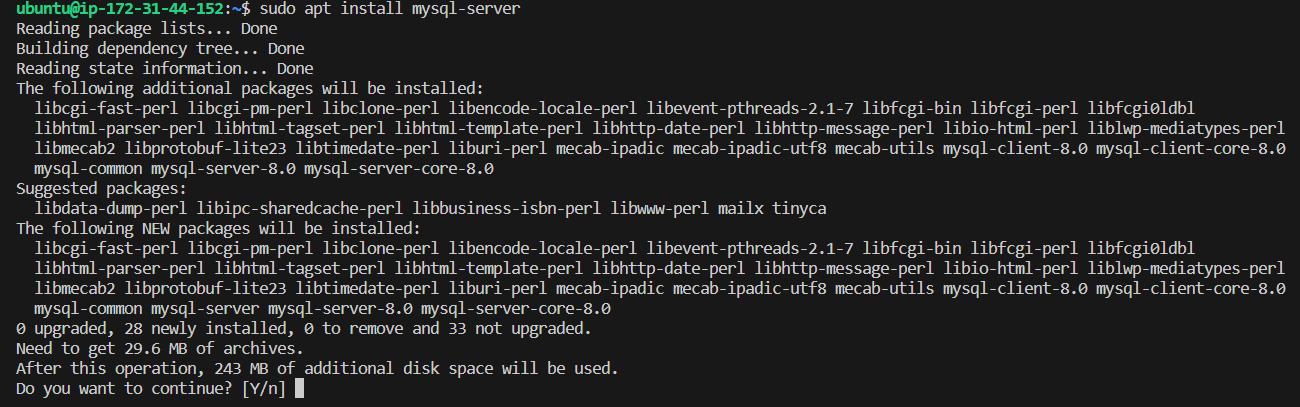 ubuntu@ip-172-31-44-152:~$ sudo apt install mysql-server
Reading package lists... Done
Building dependency tree... Done
Reading state information... Done
The following additional packages will be installed:
  libcgi-fast-perl libcgi-pm-perl libclone-perl libencode-locale-perl libevent-pthreads-2.1-7 libfcgi-bin libfcgi-perl libfcgi0ldbl
  libhtml-parser-perl libhtml-tagset-perl libhtml-template-perl libhttp-date-perl libhttp-message-perl libio-html-perl liblwp-mediatypes-perl
  libmecab2 libprotobuf-lite23 libtimedate-perl liburi-perl mecab-ipadic mecab-ipadic-utf8 mecab-utils mysql-client-8.0 mysql-client-core-8.0
  mysql-common mysql-server-8.0 mysql-server-core-8.0
Suggested packages:
  libdata-dump-perl libipc-sharedcache-perl libbusiness-isbn-perl libwww-perl mailx tinyca
The following NEW packages will be installed:
  libcgi-fast-perl libcgi-pm-perl libclone-perl libencode-locale-perl libevent-pthreads-2.1-7 libfcgi-bin libfcgi-perl libfcgi0ldbl
  libhtml-parser-perl libhtml-tagset-perl libhtml-template-perl libhttp-date-perl libhttp-message-perl libio-html-perl liblwp-mediatypes-perl
  libmecab2 libprotobuf-lite23 libtimedate-perl liburi-perl mecab-ipadic mecab-ipadic-utf8 mecab-utils mysql-client-8.0 mysql-client-core-8.0
  mysql-common mysql-server mysql-server-8.0 mysql-server-core-8.0
0 upgraded, 28 newly installed, 0 to remove and 33 not upgraded.
Need to get 29.6 MB of archives.
After this operation, 243 MB of additional disk space will be used.
Do you want to continue? [Y/n]